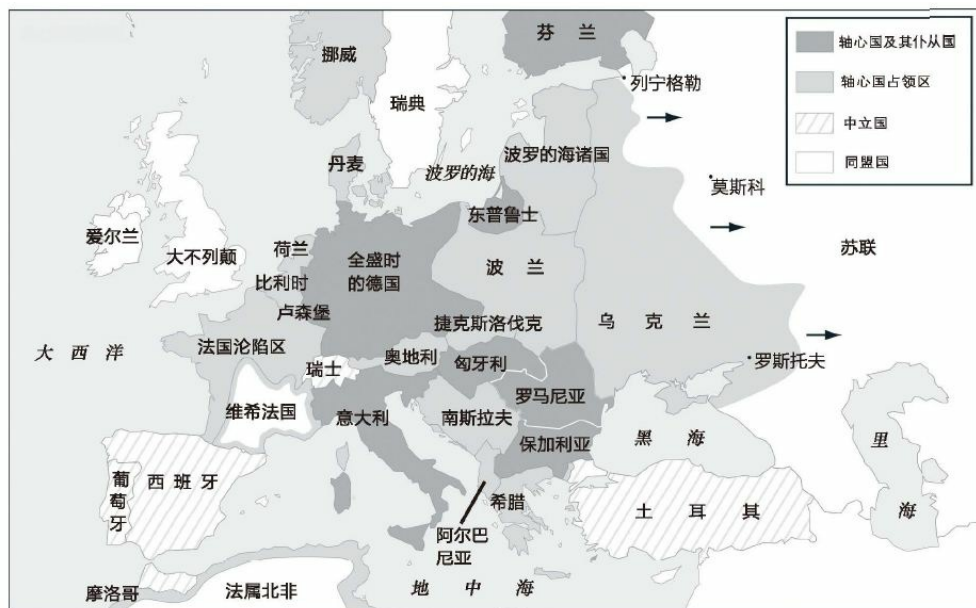 芬兰
轴心国及其仆从国
轴心国占领区
中立国
同盟国
挪威
瑞典
列宁格勒
丹麦
波罗的海
波罗的海诸国
莫斯科
东普鲁士
爱尔兰
大不列颠
荷兰
全盛时
的德国
波兰
苏联
比利时
卢森堡
捷克斯洛伐克
乌克兰
大西洋
法国沦陷区
奥地利
匈牙利
罗斯托夫
瑞士
罗马尼亚
维希法国
意大利
南斯拉夫
保加利亚
黑海
里海
葡萄牙
西班牙
希腊
土耳其
阿尔巴
尼亚
摩洛哥
法属北非
地中海